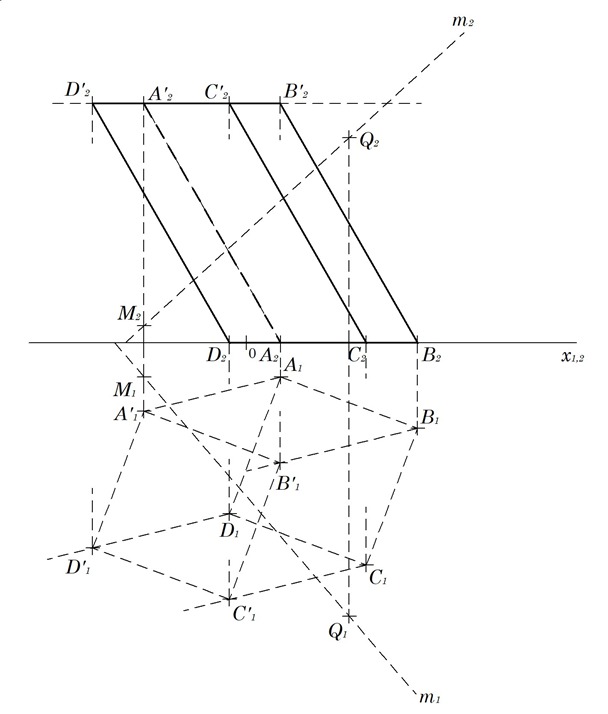 m₂
D'₂ A'₂ C'₂ B'₂
Q₂
M₂
D₂ 0 A₂ C₂ B₂ x₁,₂
A₁
M₁
A'₁ B₁
B'₁
D₁
D'₁ C₁
C'₁
Q₁
m₁